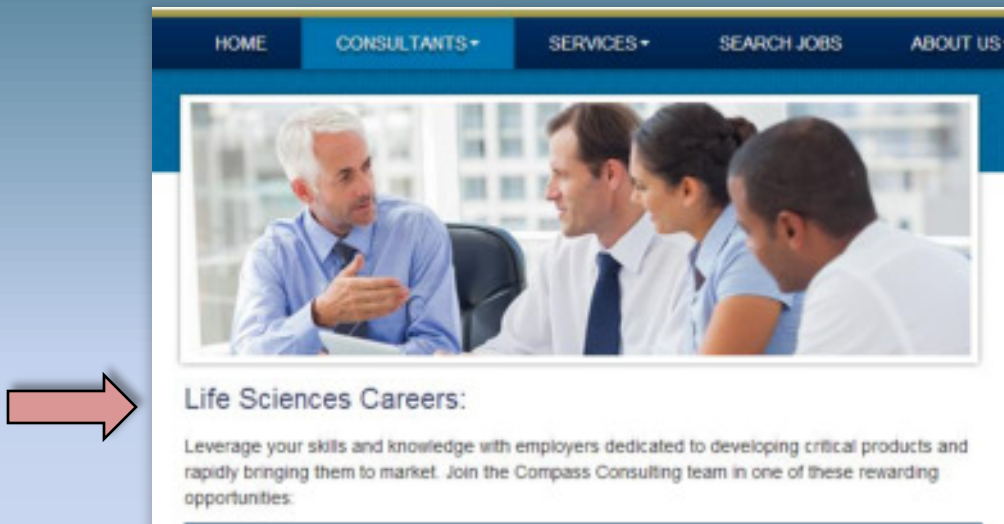 HOME CONSULTANTS SERVICES SEARCH JOBS ABOUT US
Life Sciences Careers:
Leverage your skills and knowledge with employers dedicated to developing critical products and
rapidly bringing them to market. Join the Compass Consulting team in one of these rewarding
opportunities: